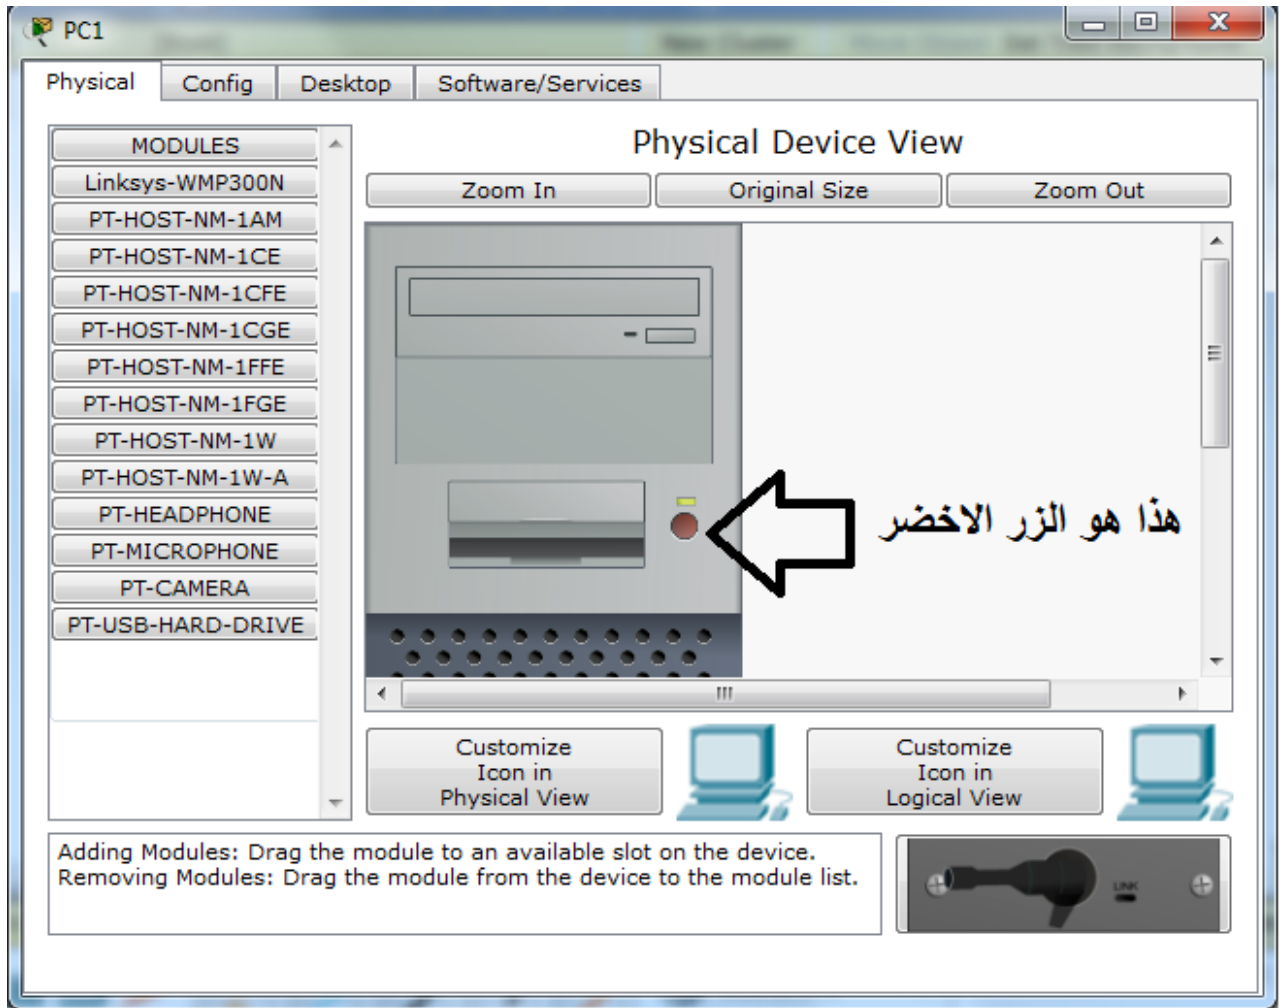 PC1
Physical Config Desktop Software/Services
MODULES
Linksys-WMP300N
PT-HOST-NM-1AM
PT-HOST-NM-1CE
PT-HOST-NM-1CFE
PT-HOST-NM-1CGE
PT-HOST-NM-1FFE
PT-HOST-NM-1FGE
PT-HOST-NM-1W
PT-HOST-NM-1W-A
PT-HEADPHONE
PT-MICROPHONE
PT-CAMERA
PT-USB-HARD-DRIVE
Physical Device View
Zoom In Original Size Zoom Out
هذا هو الزر الاخضر
Customize
Icon in
Physical View
Customize
Icon in
Logical View
Adding Modules: Drag the module to an available slot on the device.
Removing Modules: Drag the module from the device to the module list.
LINK